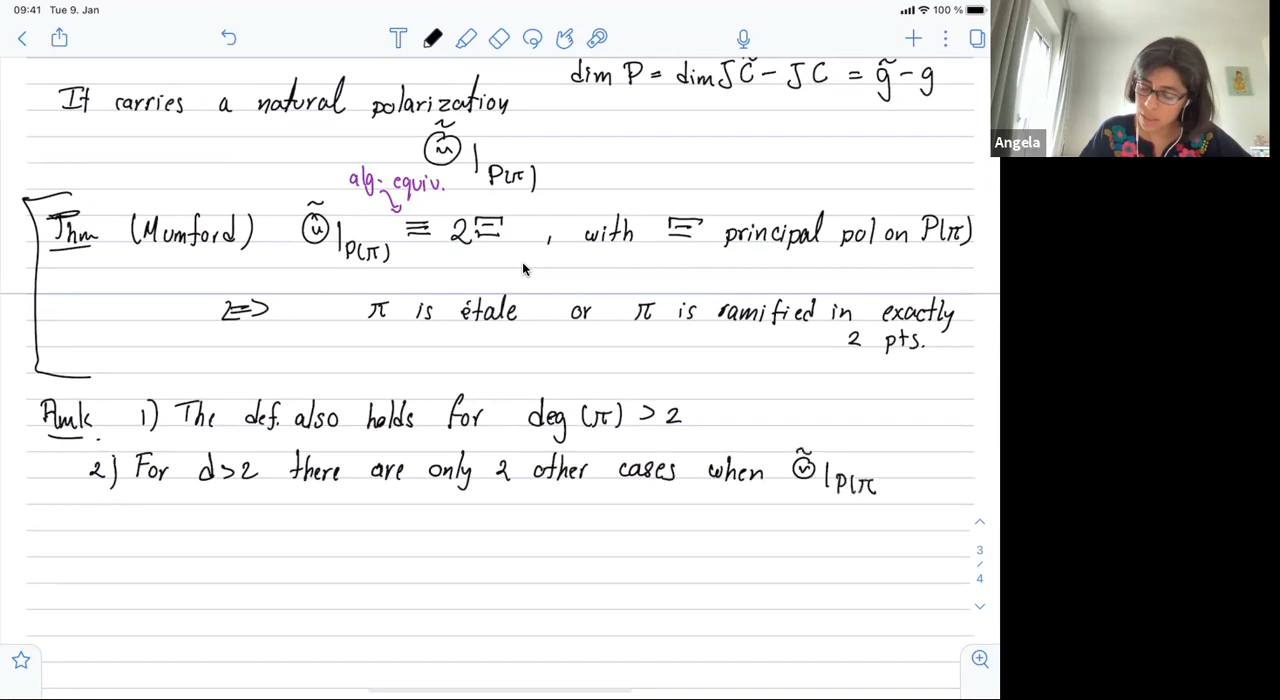 09:41 Tue 9. Jan
100 %
dim P = dim JC̃ - JC = g̃ - g
It carries a natural polarization
Θ̃|P(π)
alg. equiv.
Thm (Mumford) Θ̃|P(π) ≡ 2Ξ , with Ξ principal pol on P(π)
<=> π is étale or π is ramified in exactly
2 pts.
Rmk. 1) The def. also holds for deg (π) > 2
2) For d>2 there are only 2 other cases when Θ̃|P(π
3
/
4
Angela